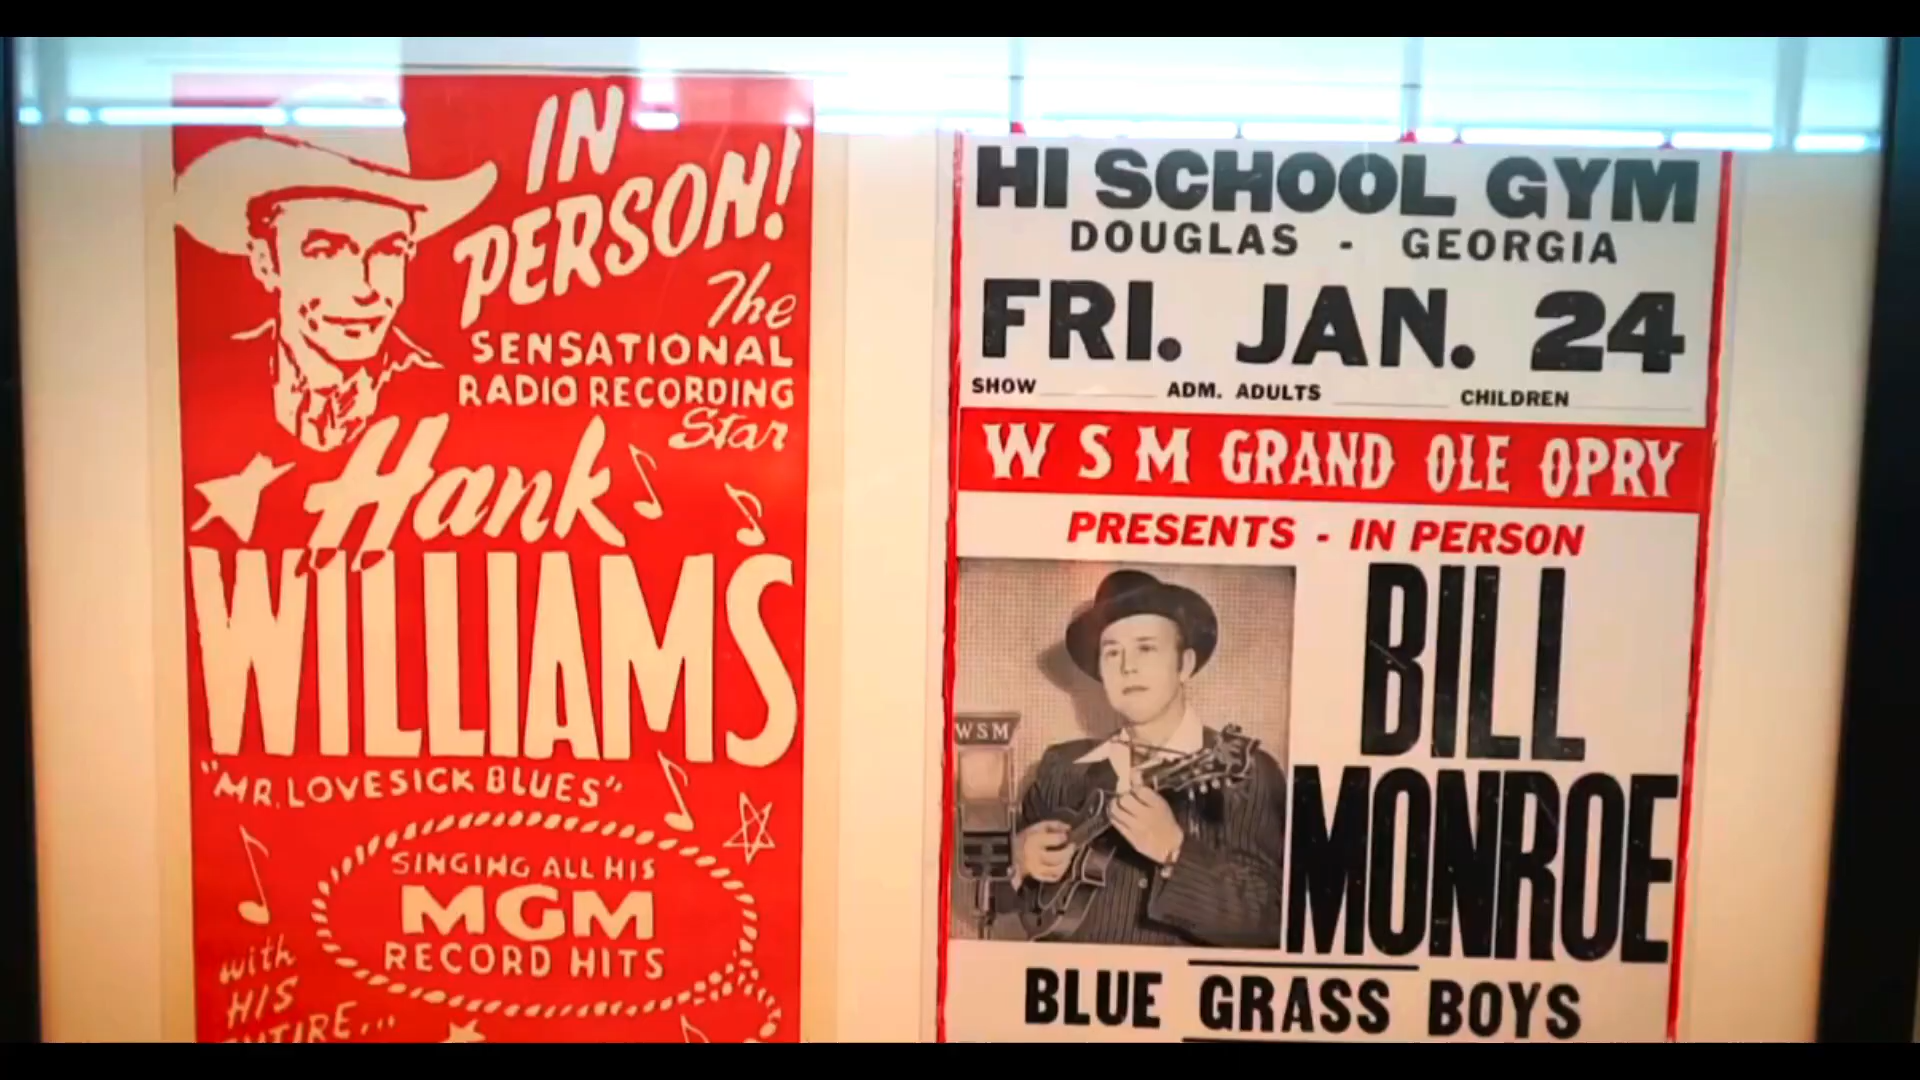 IN
PERSON!
The
SENSATIONAL
RADIO RECORDING
Star
Hank
WILLIAMS
"MR. LOVESICK BLUES"
SINGING ALL HIS
MGM
RECORD HITS
with
HIS
ENTIRE...
HI SCHOOL GYM
DOUGLAS - GEORGIA
FRI. JAN. 24
SHOW ADM. ADULTS CHILDREN
WSM GRAND OLE OPRY
PRESENTS - IN PERSON
WSM
BILL
MONROE
BLUE GRASS BOYS